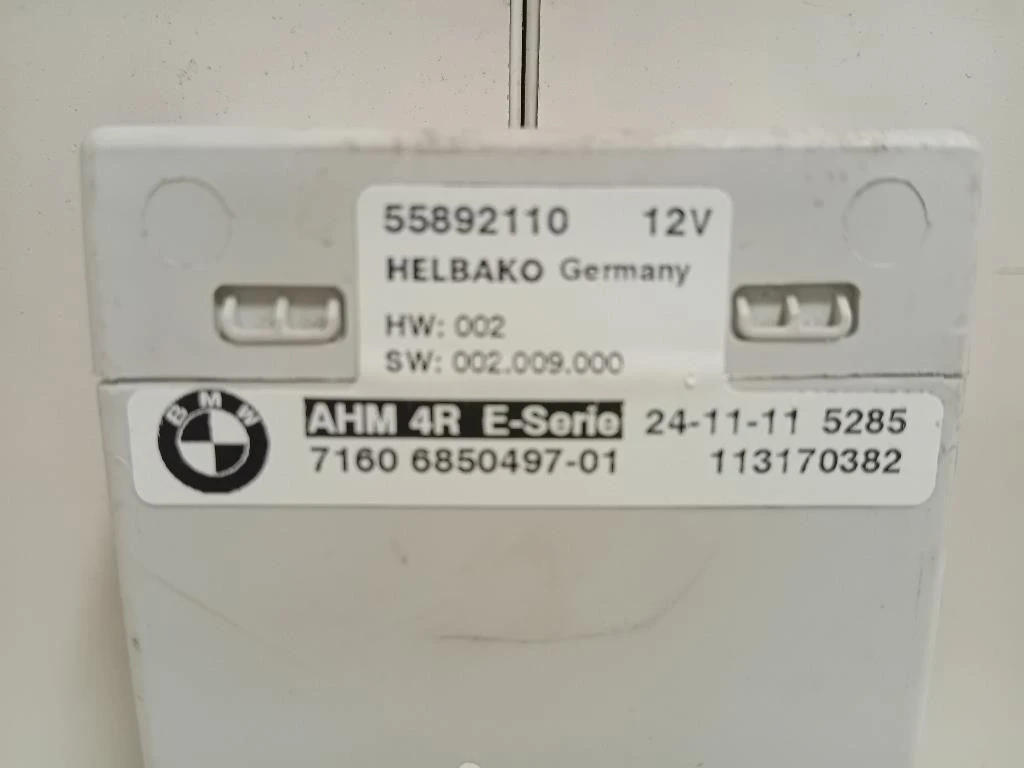 55892110 12V
HELBAKO Germany
HW: 002
SW: 002.009.000
BMW
AHM 4R E-Serie 24-11-11 5285
7160 6850497-01 113170382